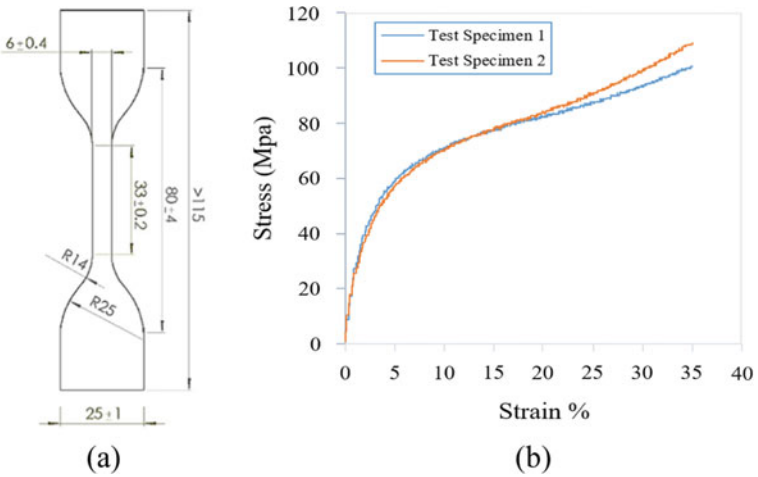 6±0.4
33±0.2
80±4
>115
R14
R25
25±1
(a)
120
100
80
60
40
20
0
Stress (Mpa)
Test Specimen 1
Test Specimen 2
0 5 10 15 20 25 30 35 40
Strain %
(b)